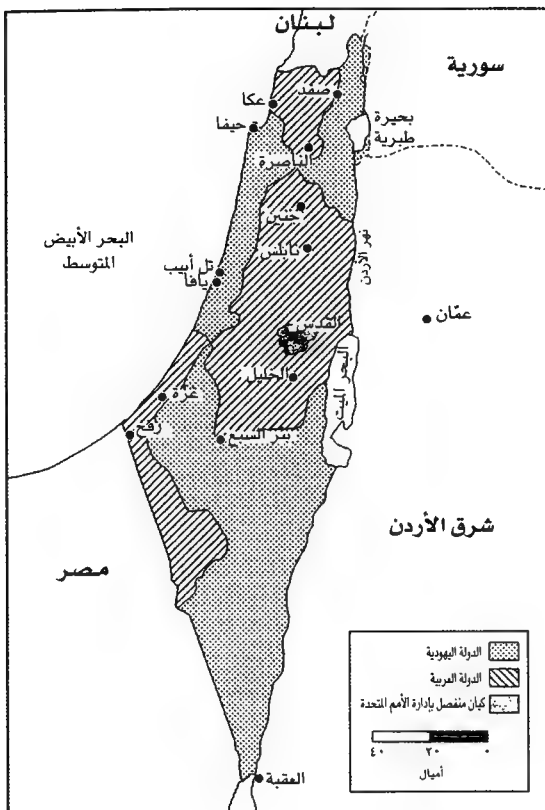 لبنان
سورية
صفد
عكا
حيفا
بحيرة
طبرية
الناصرة
جنين
نابلس
نهر الأردن
البحر الأبيض
المتوسط
تل أبيب
يافا
عمّان
القدس
البحر الميت
الخليل
غزة
رفح
بئر السبع
شرق الأردن
مصر
الدولة اليهودية
الدولة العربية
كيان منفصل بإدارة الأمم المتحدة
٤٠ ٢٠ ٠
أميال
العقبة